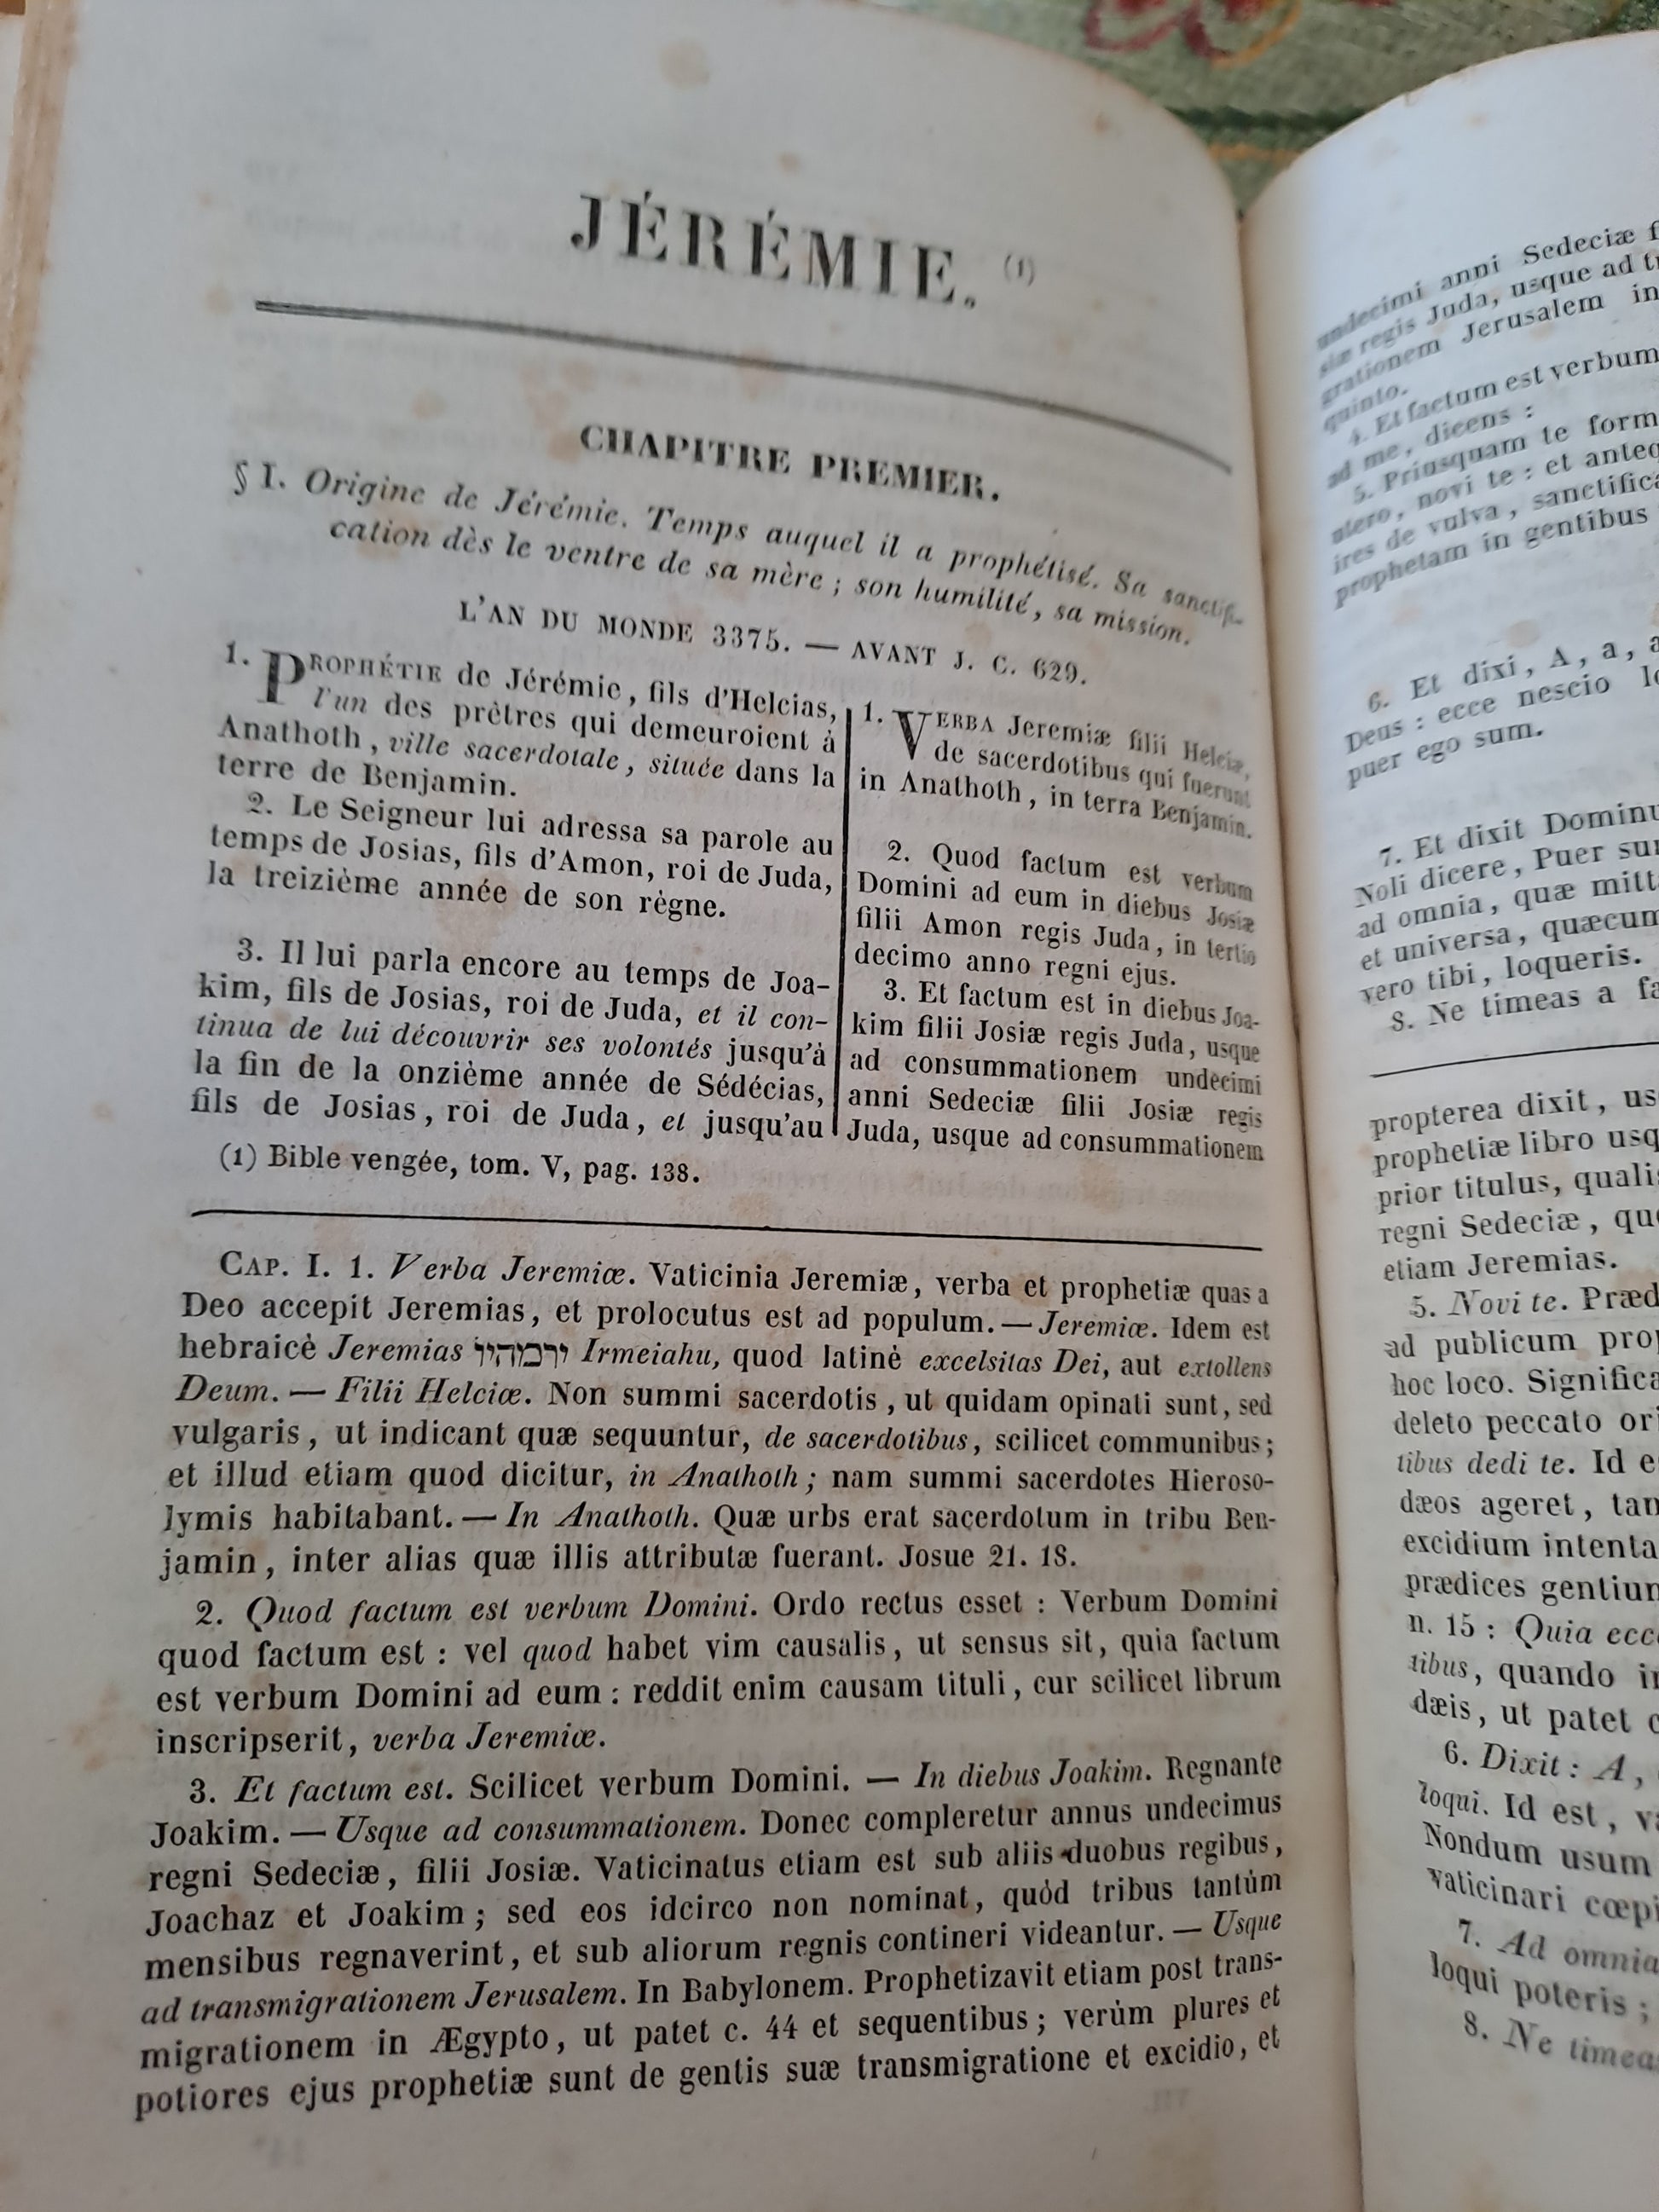 JÉRÉMIE. (1)
CHAPITRE PREMIER.
§ I. Origine de Jérémie. Temps auquel il a prophétisé. Sa sanctifi-
cation dès le ventre de sa mère ; son humilité, sa mission.
L'AN DU MONDE 3375. — AVANT J. C. 629.
1. PROPHÉTIE de Jérémie, fils d'Helcias,
l'un des prêtres qui demeuroient à
Anathoth, ville sacerdotale, située dans la
terre de Benjamin.
2. Le Seigneur lui adressa sa parole au
temps de Josias, fils d'Amon, roi de Juda,
la treizième année de son règne.
3. Il lui parla encore au temps de Joa-
kim, fils de Josias, roi de Juda, et il con-
tinua de lui découvrir ses volontés jusqu'à
la fin de la onzième année de Sédécias,
fils de Josias, roi de Juda, et jusqu'au
1. VERBA Jeremiæ filii Helciæ,
de sacerdotibus qui fuerunt
in Anathoth, in terra Benjamin.
2. Quod factum est verbum
Domini ad eum in diebus Josiæ
filii Amon regis Juda, in tertio
decimo anno regni ejus.
3. Et factum est in diebus Joa-
kim filii Josiæ regis Juda, usque
ad consummationem undecimi
anni Sedeciæ filii Josiæ regis
Juda, usque ad consummationem
(1) Bible vengée, tom. V, pag. 138.
CAP. I. 1. Verba Jeremiæ. Vaticinia Jeremiæ, verba et prophetiæ quas a
Deo accepit Jeremias, et prolocutus est ad populum. — Jeremiæ. Idem est
hebraicè Jeremias ירמהיו Irmeiahu, quod latinè excelsitas Dei, aut extollens
Deum. — Filii Helciæ. Non summi sacerdotis, ut quidam opinati sunt, sed
vulgaris, ut indicant quæ sequuntur, de sacerdotibus, scilicet communibus;
et illud etiam quod dicitur, in Anathoth; nam summi sacerdotes Hieroso-
lymis habitabant. — In Anathoth. Quæ urbs erat sacerdotum in tribu Ben-
jamin, inter alias quæ illis attributæ fuerant. Josue 21. 18.
2. Quod factum est verbum Domini. Ordo rectus esset : Verbum Domini
quod factum est : vel quod habet vim causalis, ut sensus sit, quia factum
est verbum Domini ad eum : reddit enim causam tituli, cur scilicet librum
inscripserit, verba Jeremiæ.
3. Et factum est. Scilicet verbum Domini. — In diebus Joakim. Regnante
Joakim. — Usque ad consummationem. Donec compleretur annus undecimus
regni Sedeciæ, filii Josiæ. Vaticinatus etiam est sub aliis duobus regibus,
Joachaz et Joakim; sed eos idcirco non nominat, quòd tribus tantùm
mensibus regnaverint, et sub aliorum regnis contineri videantur. — Usque
ad transmigrationem Jerusalem. In Babylonem. Prophetizavit etiam post trans-
migrationem in Ægypto, ut patet c. 44 et sequentibus; verùm plures et
potiores ejus prophetiæ sunt de gentis suæ transmigratione et excidio, et
undecimi anni Sedeciæ
siæ regis Juda, usque ad
grationem Jerusalem in
quinto.
4. Et factum est verbum
ad me, dicens :
5. Priusquam te
utero, novi te : et
de vulva,
prophetam in gentibus
6. Et dixi, A, a,
Deus : ecce nescio
puer ego sum.
7. Et dixit
Noli dicere, Puer
ad omnia, quæ
et universa,
vero tibi, loqueris.
8. Ne timeas a
propterea dixit,
prophetiæ libro
prior titulus,
regni Sedeciæ,
etiam Jeremias.
5. Novi te.
ad publicum
hoc loco.
deleto peccato
tibus dedi te. Id
dæos ageret,
excidium
prædices
n. 15 : Quia
tibus, quando
dæis, ut patet
6. Dixit : A,
loqui. Id est,
Nondum usum
vaticinari
7. Ad omnia
loqui poteris ;
8. Ne